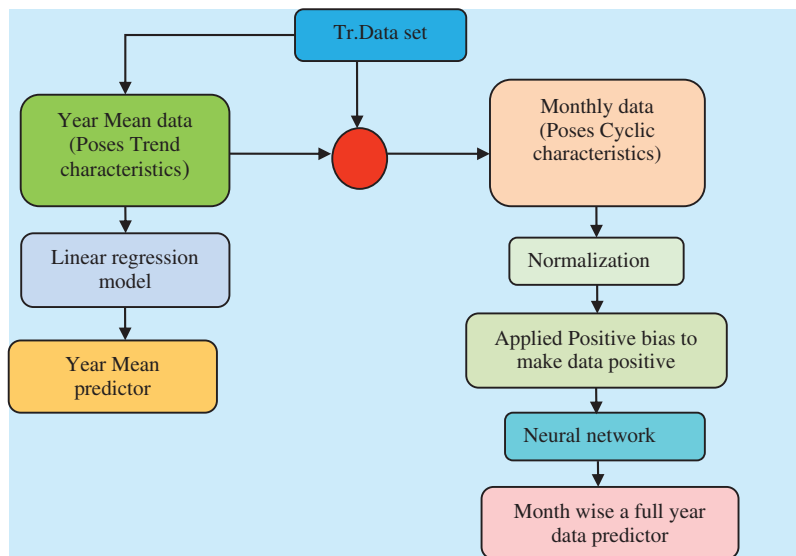 Tr.Data set
Year Mean data
(Poses Trend
characteristics)
Monthly data
(Poses Cyclic
characteristics)
Linear regression
model
Normalization
Year Mean
predictor
Applied Positive bias to
make data positive
Neural network
Month wise a full year
data predictor